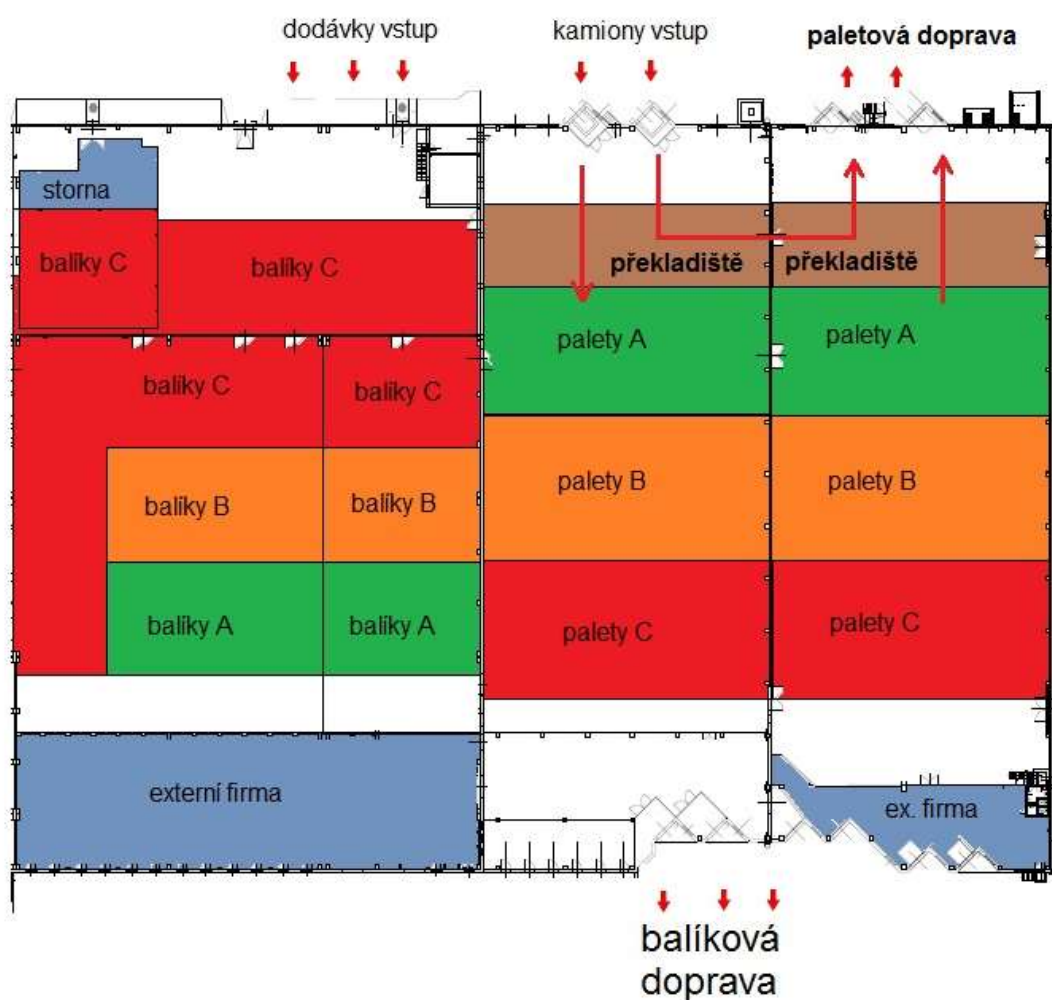 dodávky vstup
kamiony vstup
paletová doprava
storna
balíky C
balíky C
překladiště
překladiště
palety A
palety A
balíky C
balíky C
balíky B
balíky B
palety B
palety B
balíky A
balíky A
palety C
palety C
externí firma
ex. firma
balíková
doprava